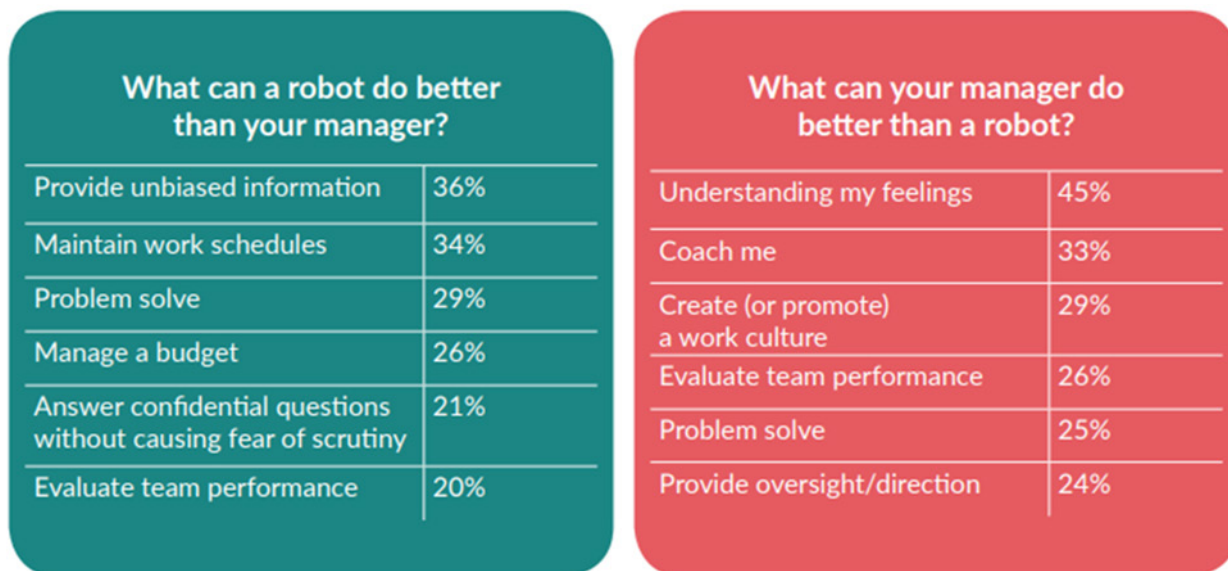 What can a robot do better
than your manager?
Provide unbiased information 36%
Maintain work schedules 34%
Problem solve 29%
Manage a budget 26%
Answer confidential questions 21%
without causing fear of scrutiny
Evaluate team performance 20%
What can your manager do
better than a robot?
Understanding my feelings 45%
Coach me 33%
Create (or promote) 29%
a work culture
Evaluate team performance 26%
Problem solve 25%
Provide oversight/direction 24%